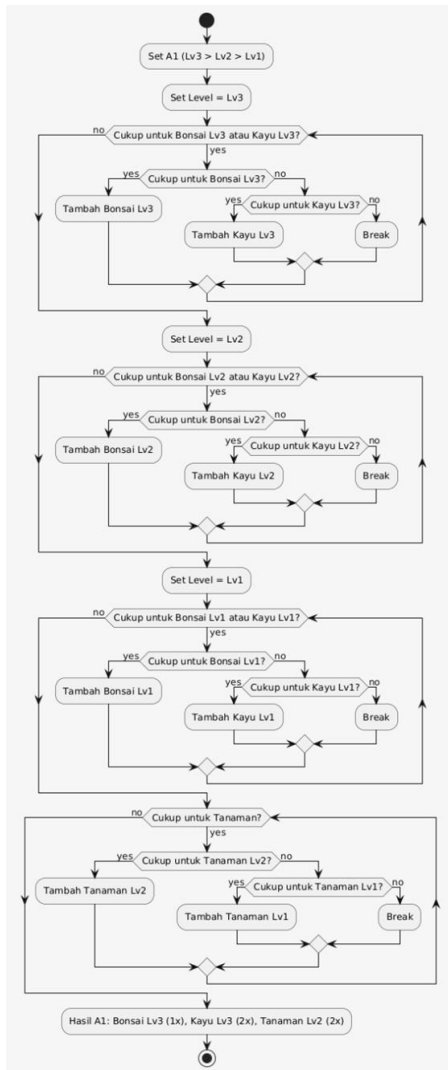 Set A1 (Lv3 > Lv2 > Lv1)
Set Level = Lv3
no
Cukup untuk Bonsai Lv3 atau Kayu Lv3?
yes
yes
Cukup untuk Bonsai Lv3?
no
Tambah Bonsai Lv3
yes
Cukup untuk Kayu Lv3?
no
Tambah Kayu Lv3
Break
Set Level = Lv2
no
Cukup untuk Bonsai Lv2 atau Kayu Lv2?
yes
yes
Cukup untuk Bonsai Lv2?
no
Tambah Bonsai Lv2
yes
Cukup untuk Kayu Lv2?
no
Tambah Kayu Lv2
Break
Set Level = Lv1
no
Cukup untuk Bonsai Lv1 atau Kayu Lv1?
yes
yes
Cukup untuk Bonsai Lv1?
no
Tambah Bonsai Lv1
yes
Cukup untuk Kayu Lv1?
no
Tambah Kayu Lv1
Break
no
Cukup untuk Tanaman?
yes
yes
Cukup untuk Tanaman Lv2?
no
Tambah Tanaman Lv2
yes
Cukup untuk Tanaman Lv1?
no
Tambah Tanaman Lv1
Break
Hasil A1: Bonsai Lv3 (1x), Kayu Lv3 (2x), Tanaman Lv2 (2x)